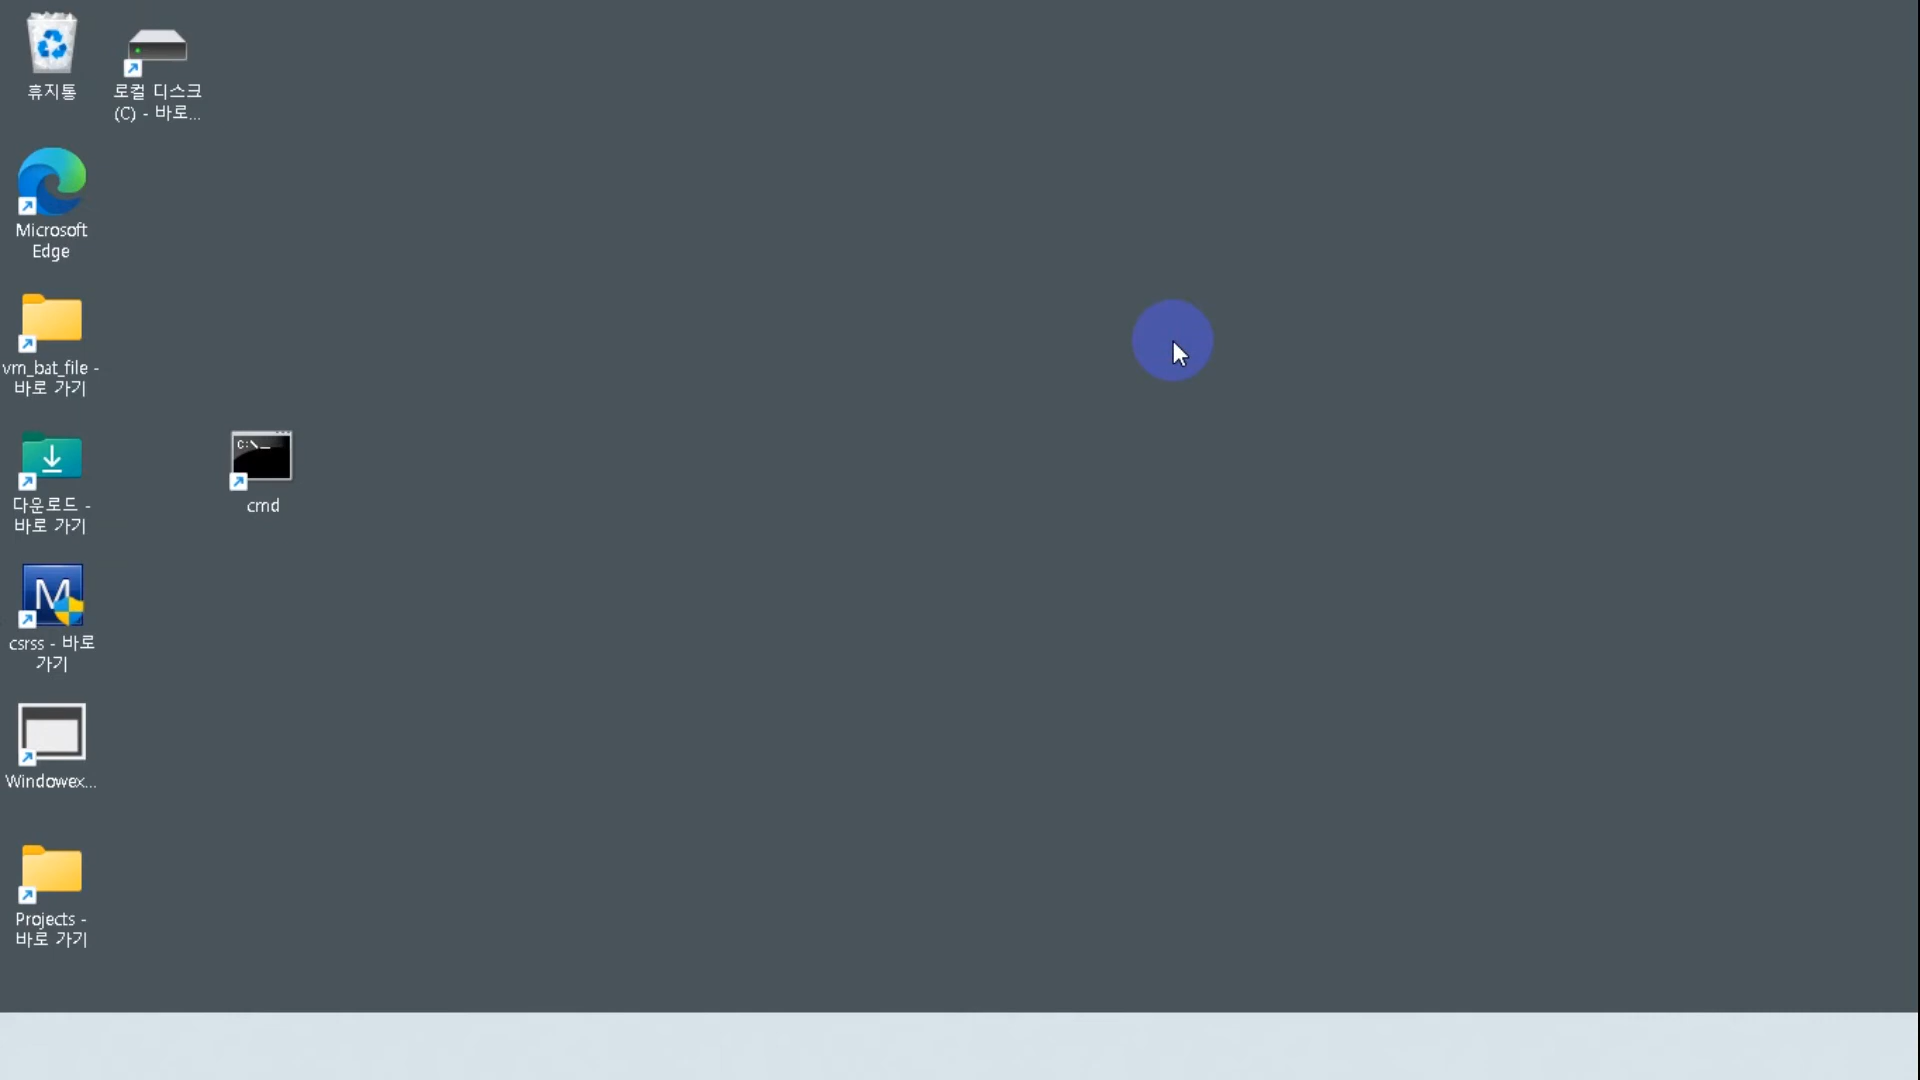 휴지통
로컬 디스크
(C) - 바로...
Microsoft
Edge
vm_bat_file -
바로 가기
다운로드 -
바로 가기
C:\_
cmd
M
csrss - 바로
가기
Windowex...
Projects -
바로 가기